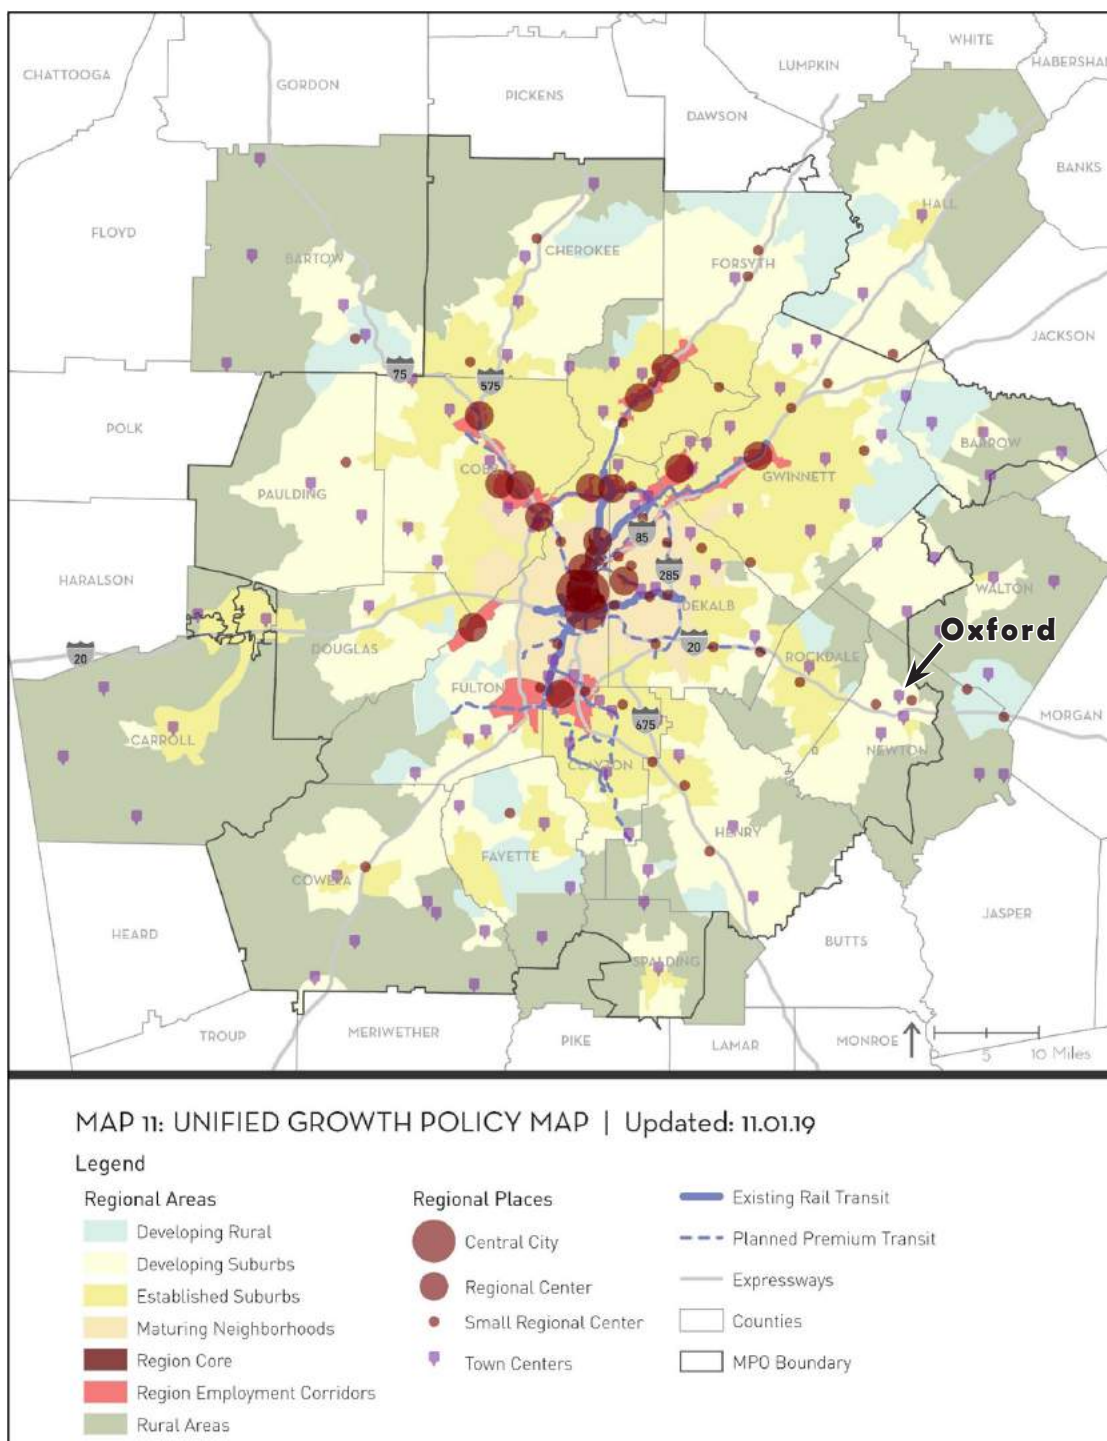 WHITE
LUMPKIN
HABERSHAM
CHATTOOGA
GORDON
PICKENS
DAWSON
BANKS
HALL
FLOYD
BARTOW
CHEROKEE
FORSYTH
JACKSON
75
575
POLK
BARROW
COBB
GWINNETT
PAULDING
85
HARALSON
285
WALTON
DEKALB
Oxford
20
DOUGLAS
20
ROCKDALE
FULTON
MORGAN
675
CARROLL
NEWTON
CLAYTON
HENRY
FAYETTE
COWETA
JASPER
HEARD
BUTTS
SPALDING
TROUP
MERIWETHER
PIKE
LAMAR
MONROE
0 5 10 Miles
MAP 11: UNIFIED GROWTH POLICY MAP | Updated: 11.01.19
Legend
Regional Areas
Developing Rural
Developing Suburbs
Established Suburbs
Maturing Neighborhoods
Region Core
Region Employment Corridors
Rural Areas
Regional Places
Central City
Regional Center
Small Regional Center
Town Centers
Existing Rail Transit
Planned Premium Transit
Expressways
Counties
MPO Boundary